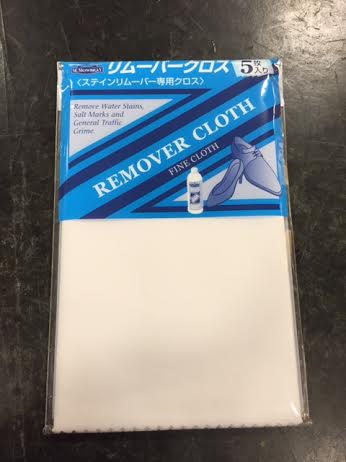 M.MOWBRAY
リムーバークロス
5枚入り
〈ステインリムーバー専用クロス〉
Remove Water Stains,
Salt Marks and
General Traffic
Grime.
REMOVER CLOTH
FINE CLOTH